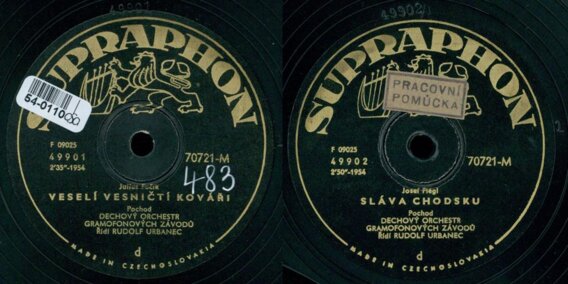 49901
SUPRAPHON
54-0110
F 09025
49901
2'35"-1954
70721-M
483
Julius Fučík
VESELÍ VESNIČTÍ KOVÁŘI
Pochod
DECHOVÝ ORCHESTR
GRAMOFONOVÝCH ZÁVODŮ
Řídí RUDOLF URBANEC
d
MADE IN CZECHOSLOVAKIA
49902
SUPRAPHON
PRACOVNÍ
POMŮCKA
F 09025
49902
2'50"-1954
70721-M
Josef Fiégl
SLÁVA CHODSKU
Pochod
DECHOVÝ ORCHESTR
GRAMOFONOVÝCH ZÁVODŮ
Řídí RUDOLF URBANEC
d
MADE IN CZECHOSLOVAKIA